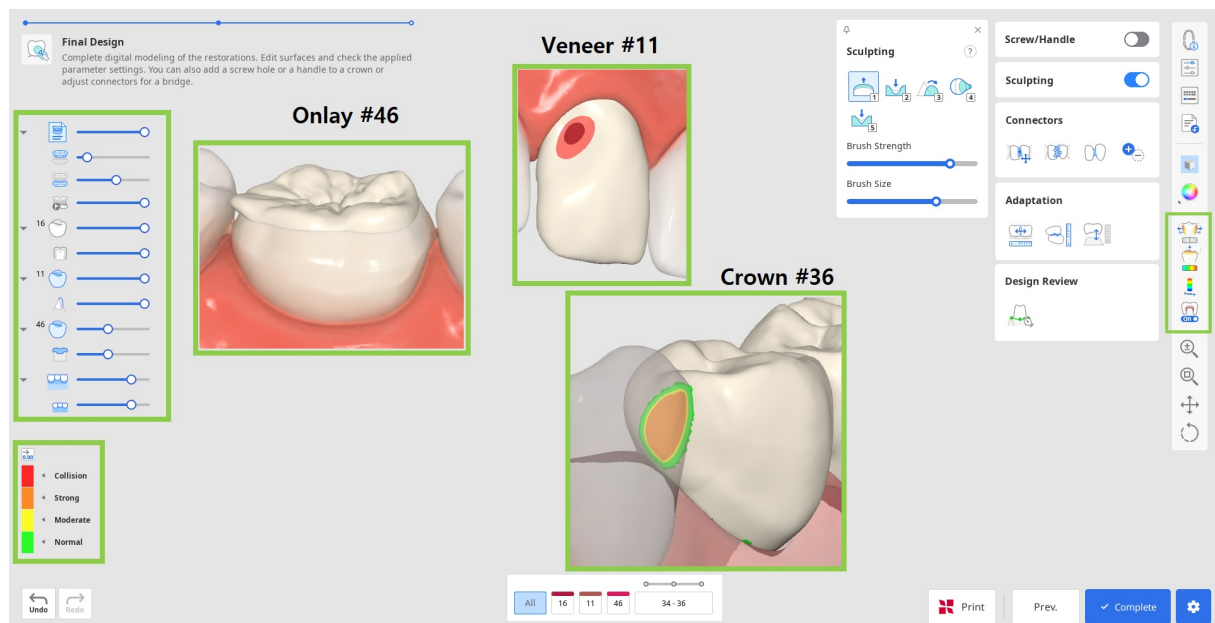 Final Design
Complete digital modeling of the restorations. Edit surfaces and check the applied
parameter settings. You can also add a screw hole or a handle to a crown or
adjust connectors for a bridge.
Onlay #46
Veneer #11
Crown #36
16
11
46
0.00
Collision
Strong
Moderate
Normal
Undo
Redo
All
16
11
46
34 - 36
Sculpting
?
1
2
3
4
5
Brush Strength
Brush Size
Screw/Handle
Sculpting
Connectors
Adaptation
Design Review
ON
Print
Prev.
Complete